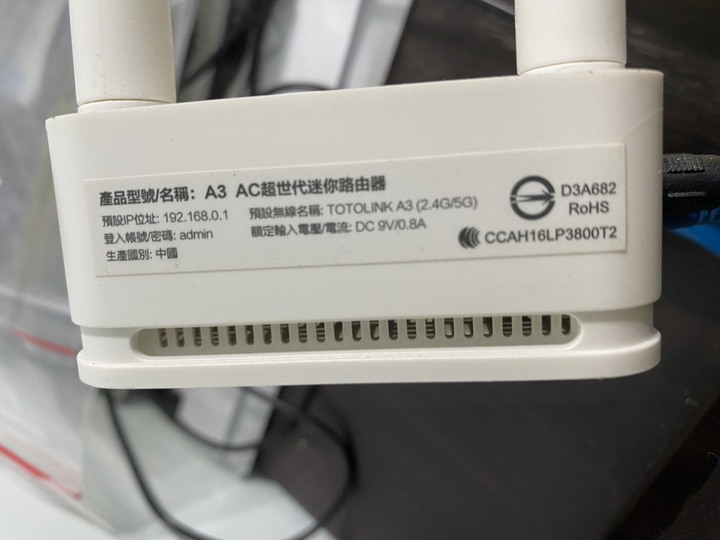 產品型號/名稱: A3 AC超世代迷你路由器
預設IP位址: 192.168.0.1 預設無線名稱: TOTOLINK A3 (2.4G/5G)
登入帳號/密碼: admin 額定輸入電壓/電流: DC 9V/0.8A
生產國別: 中國
D3A682
RoHS
CCAH16LP3800T2